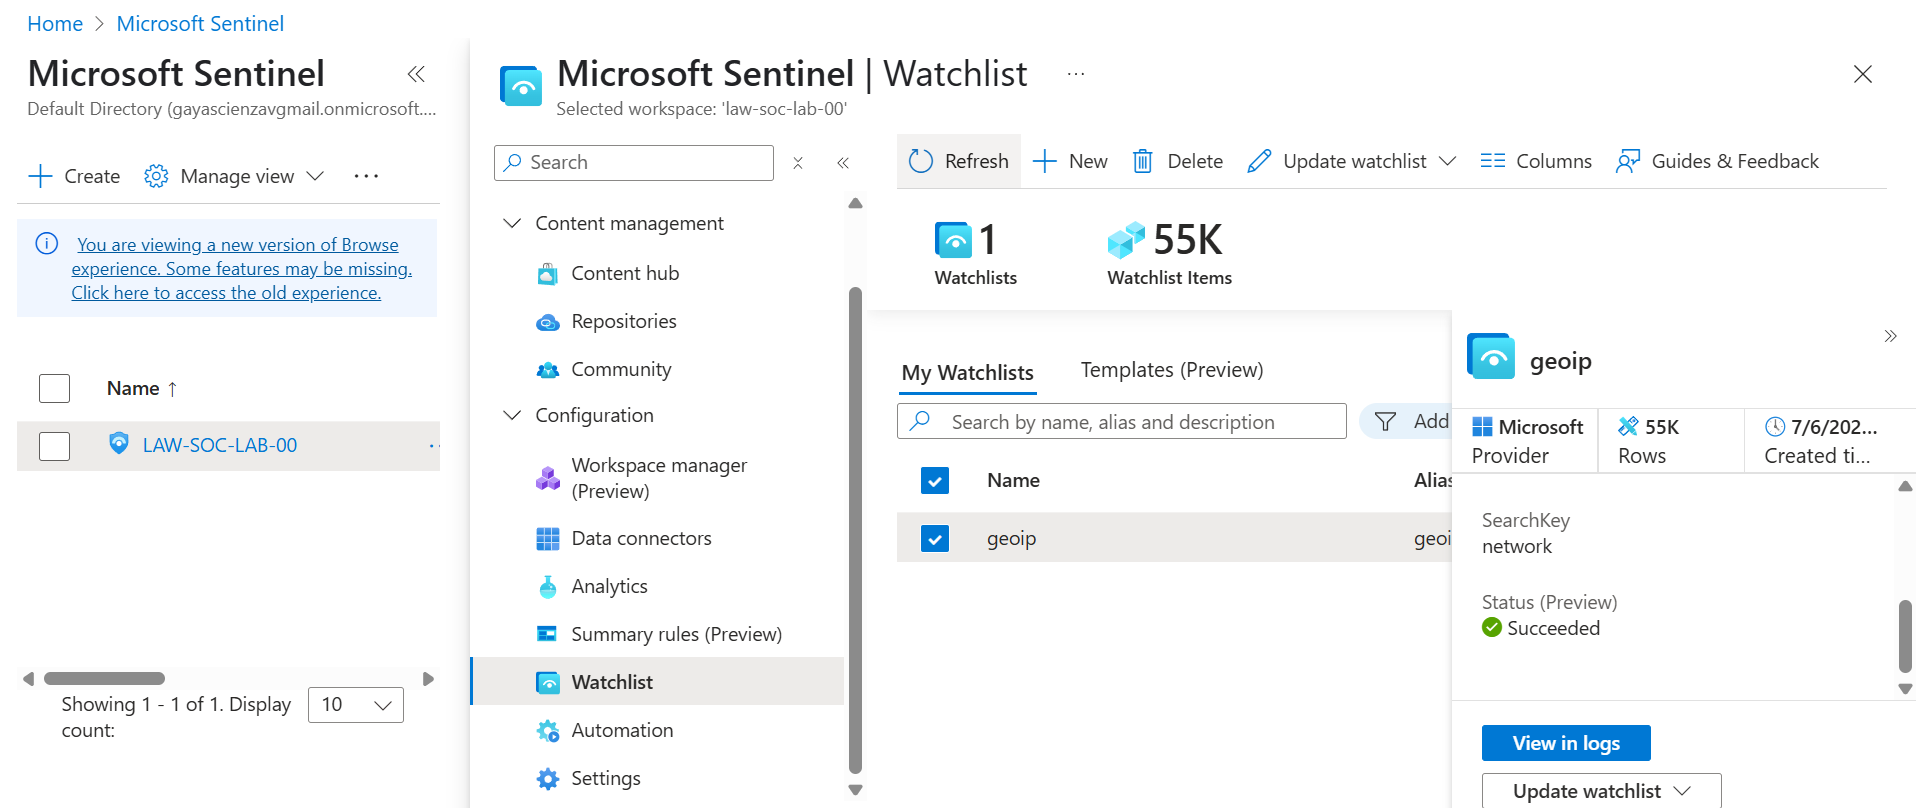 Home > Microsoft Sentinel
Microsoft Sentinel
Default Directory (gayascienzavgmail.onmicrosoft....
Create
Manage view
You are viewing a new version of Browse
experience. Some features may be missing.
Click here to access the old experience.
Name ↑
LAW-SOC-LAB-00
Showing 1 - 1 of 1. Display
count:
10
Microsoft Sentinel | Watchlist
Selected workspace: 'law-soc-lab-00'
Search
Content management
Content hub
Repositories
Community
Configuration
Workspace manager
(Preview)
Data connectors
Analytics
Summary rules (Preview)
Watchlist
Automation
Settings
Refresh
New
Delete
Update watchlist
Columns
Guides & Feedback
1
Watchlists
55K
Watchlist Items
My Watchlists
Templates (Preview)
Search by name, alias and description
Add
Name
Alias
geoip
geoi
geoip
Microsoft
Provider
55K
Rows
7/6/202...
Created ti...
SearchKey
network
Status (Preview)
Succeeded
View in logs
Update watchlist